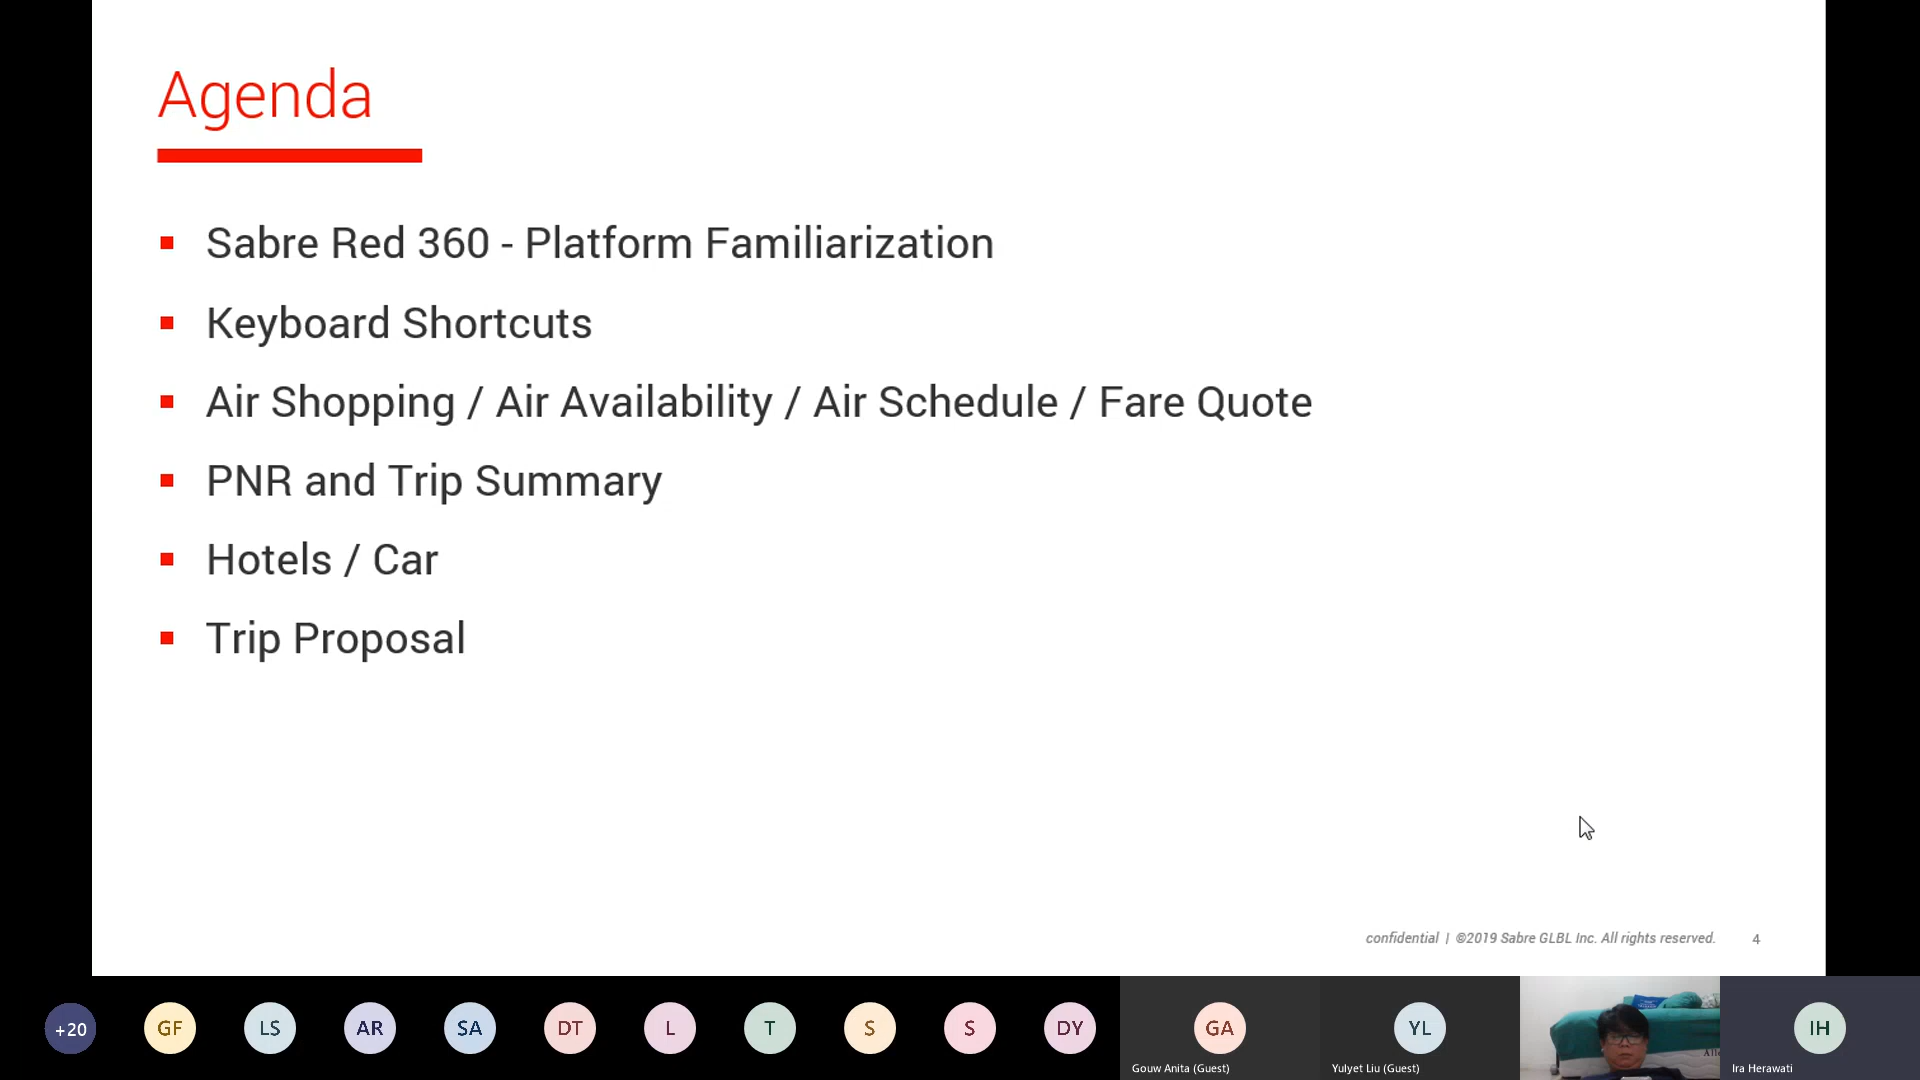 Agenda
Sabre Red 360 - Platform Familiarization
Keyboard Shortcuts
Air Shopping / Air Availability / Air Schedule / Fare Quote
PNR and Trip Summary
Hotels / Car
Trip Proposal
confidential | ©2019 Sabre GLBL Inc. All rights reserved. 4
+20 GF LS AR SA DT L T S S DY GA YL IH
Gouw Anita (Guest) Yulyet Liu (Guest) Ira Herawati